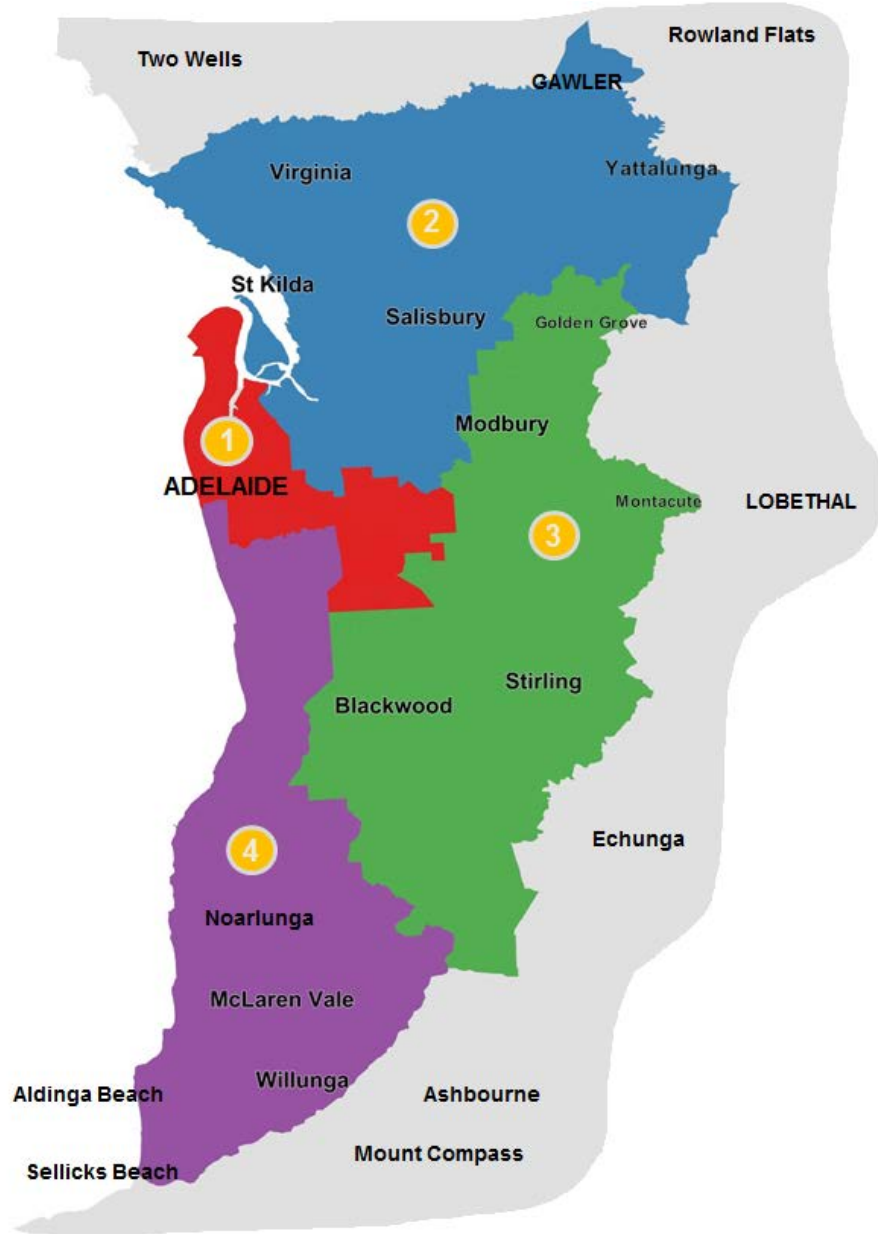 Rowland Flats
Two Wells
GAWLER
Virginia
Yattalunga
2
St Kilda
Salisbury
Golden Grove
Modbury
1
ADELAIDE
Montacute
LOBETHAL
3
Stirling
Blackwood
Echunga
4
Noarlunga
McLaren Vale
Willunga
Aldinga Beach
Ashbourne
Mount Compass
Sellicks Beach